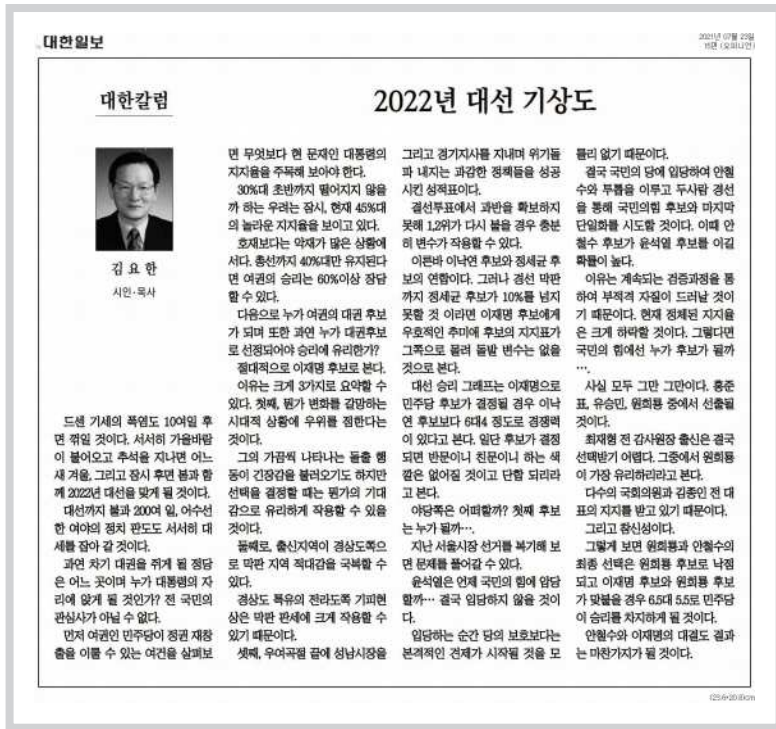 대한일보
2021년 07월 23일
15면 (오피니언)
대한칼럼
2022년 대선 기상도
김 요 한
시인·목사
드센 기세의 폭염도 10여일 후
면 꺾일 것이다. 서서히 가을바람
이 불어오고 추석을 지나면 어느
새 겨울, 그리고 잠시 후면 봄과 함
께 2022년 대선을 맞게 될 것이다.
대선까지 불과 200여 일, 어수선
한 여야의 정치 판도도 서서히 대
세를 잡아 갈 것이다.
과연 차기 대권을 쥐게 될 정당
은 어느 곳이며 누가 대통령의 자
리에 앉게 될 것인가? 전 국민의
관심사가 아닐 수 없다.
먼저 여권인 민주당이 정권 재창
출을 이룰 수 있는 여건을 살펴보
면 무엇보다 현 문재인 대통령의
지지율을 주목해 보아야 한다.
30%대 초반까지 떨어지지 않을
까 하는 우려는 잠시, 현재 45%대
의 놀라운 지지율을 보이고 있다.
호재보다는 악재가 많은 상황에
서다. 총선까지 40%대만 유지된다
면 여권의 승리는 60%이상 장담
할 수 있다.
다음으로 누가 여권의 대권 후보
가 되며 또한 과연 누가 대권후보
로 선정되어야 승리에 유리한가?
절대적으로 이재명 후보로 본다.
이유는 크게 3가지로 요약할 수
있다. 첫째, 뭔가 변화를 갈망하는
시대적 상황에 우위를 점한다는
것이다.
그의 가끔씩 나타나는 돌출 행
동이 긴장감을 불러오기도 하지만
선택을 결정할 때는 뭔가의 기대
감으로 유리하게 작용할 수 있을
것이다.
둘째로, 출신지역이 경상도쪽으
로 막판 지역 적대감을 극복할 수
있다.
경상도 특유의 전라도쪽 기피현
상은 막판 판세에 크게 작용할 수
있기 때문이다.
셋째, 우여곡절 끝에 성남시장을
그리고 경기지사를 지내며 위기돌
파 내지는 과감한 정책들을 성공
시킨 성적표이다.
결선투표에서 과반을 확보하지
못해 1,2위가 다시 붙을 경우 충분
히 변수가 작용할 수 있다.
이른바 이낙연 후보와 정세균 후
보의 연합이다. 그러나 경선 막판
까지 정세균 후보가 10%를 넘지
못할 것 이라면 이재명 후보에게
우호적인 추미애 후보의 지지표가
그쪽으로 몰려 돌발 변수는 없을
것으로 본다.
대선 승리 그래프는 이재명으로
민주당 후보가 결정될 경우 이낙
연 후보보다 6대4 정도로 경쟁력
이 있다고 본다. 일단 후보가 결정
되면 반문이니 친문이니 하는 색
깔은 없어질 것이고 단합 되리라
고 본다.
야당쪽은 어떠할까? 첫째 후보
는 누가 될까….
지난 서울시장 선거를 복기해 보
면 문제를 풀어갈 수 있다.
윤석열은 언제 국민의 힘에 입당
할까… 결국 입당하지 않을 것이
다.
입당하는 순간 당의 보호보다는
본격적인 견제가 시작될 것을 모
를리 없기 때문이다.
결국 국민의 당에 입당하여 안철
수와 투톱을 이루고 두사람 경선
을 통해 국민의힘 후보와 마지막
단일화를 시도할 것이다. 이때 안
철수 후보가 윤석열 후보를 이길
확률이 높다.
이유는 계속되는 검증과정을 통
하여 부적격 자질이 드러날 것이
기 때문이다. 현재 정체된 지지율
은 크게 하락할 것이다. 그렇다면
국민의 힘에선 누가 후보가 될까
….
사실 모두 그만 그만이다. 홍준
표, 유승민, 원희룡 중에서 선출될
것이다.
최재형 전 감사원장 출신은 결국
선택받기 어렵다. 그중에서 원희룡
이 가장 유리하리라고 본다.
다수의 국회의원과 김종인 전 대
표의 지지를 받고 있기 때문이다.
그리고 참신성이다.
그렇게 보면 원희룡과 안철수의
최종 선택은 원희룡 후보로 낙점
되고 이재명 후보와 원희룡 후보
가 맞붙을 경우 6.5대 5.5로 민주당
이 승리를 차지하게 될 것이다.
안철수와 이재명의 대결도 결과
는 마찬가지가 될 것이다.